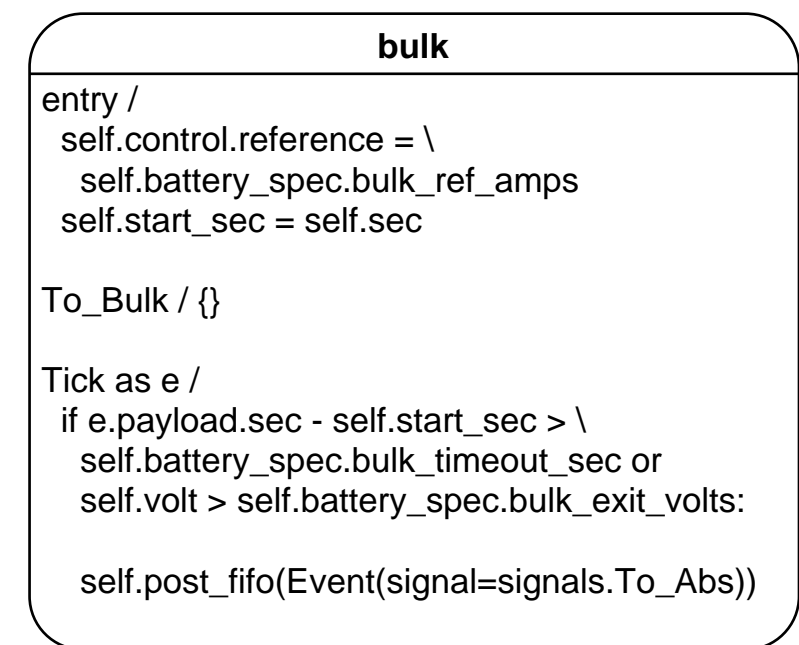 bulk
entry /
self.control.reference = \
self.battery_spec.bulk_ref_amps
self.start_sec = self.sec
To_Bulk / {}
Tick as e /
if e.payload.sec - self.start_sec > \
self.battery_spec.bulk_timeout_sec or
self.volt > self.battery_spec.bulk_exit_volts:
self.post_fifo(Event(signal=signals.To_Abs))